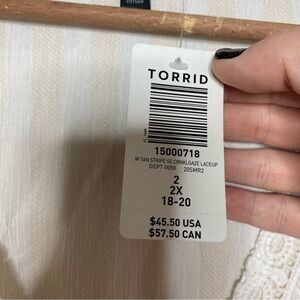 TORRID
15000718
W TAN STRIPE SS CRNKLGAZE LACEUP
DEPT 0050 20SMR2
2
2X
18-20
$45.50 USA
$57.50 CAN